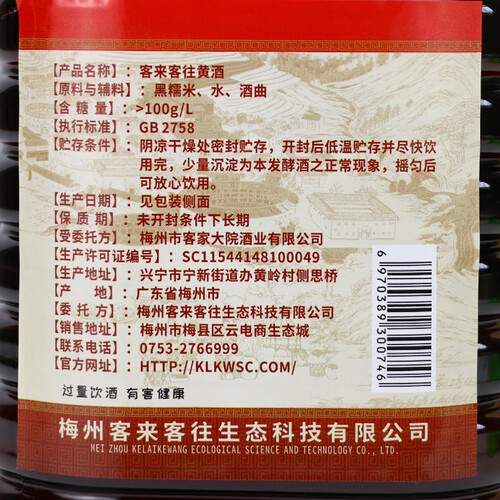 【产品名称】：客来客往黄酒
【原料与辅料】：黑糯米、水、酒曲
【含 糖 量】：>100g/L
【执行标准】：GB 2758
【贮存条件】：阴凉干燥处密封贮存，开封后低温贮存并尽快饮
用完，少量沉淀为本发酵酒之正常现象，摇匀后
可放心饮用。
【生产日期】：见包装侧面
【保 质 期】：未开封条件下长期
【受委托方】：梅州市客家大院酒业有限公司
【生产许可证编号】：SC11544148100049
【生产地址】：兴宁市宁新街道办黄岭村侧思桥
【产    地】：广东省梅州市
【委 托 方】：梅州客来客往生态科技有限公司
【销售地址】：梅州市梅县区云电商生态城
【联系电话】：0753-2766999
【官方网址】：HTTP://KLKWSC.COM/
过量饮酒 有害健康
6970389300746
梅州客来客往生态科技有限公司
MEI ZHOU KELAIKEWANG ECOLOGICAL SCIENCE AND TECHNOLOGY CO., LTD.